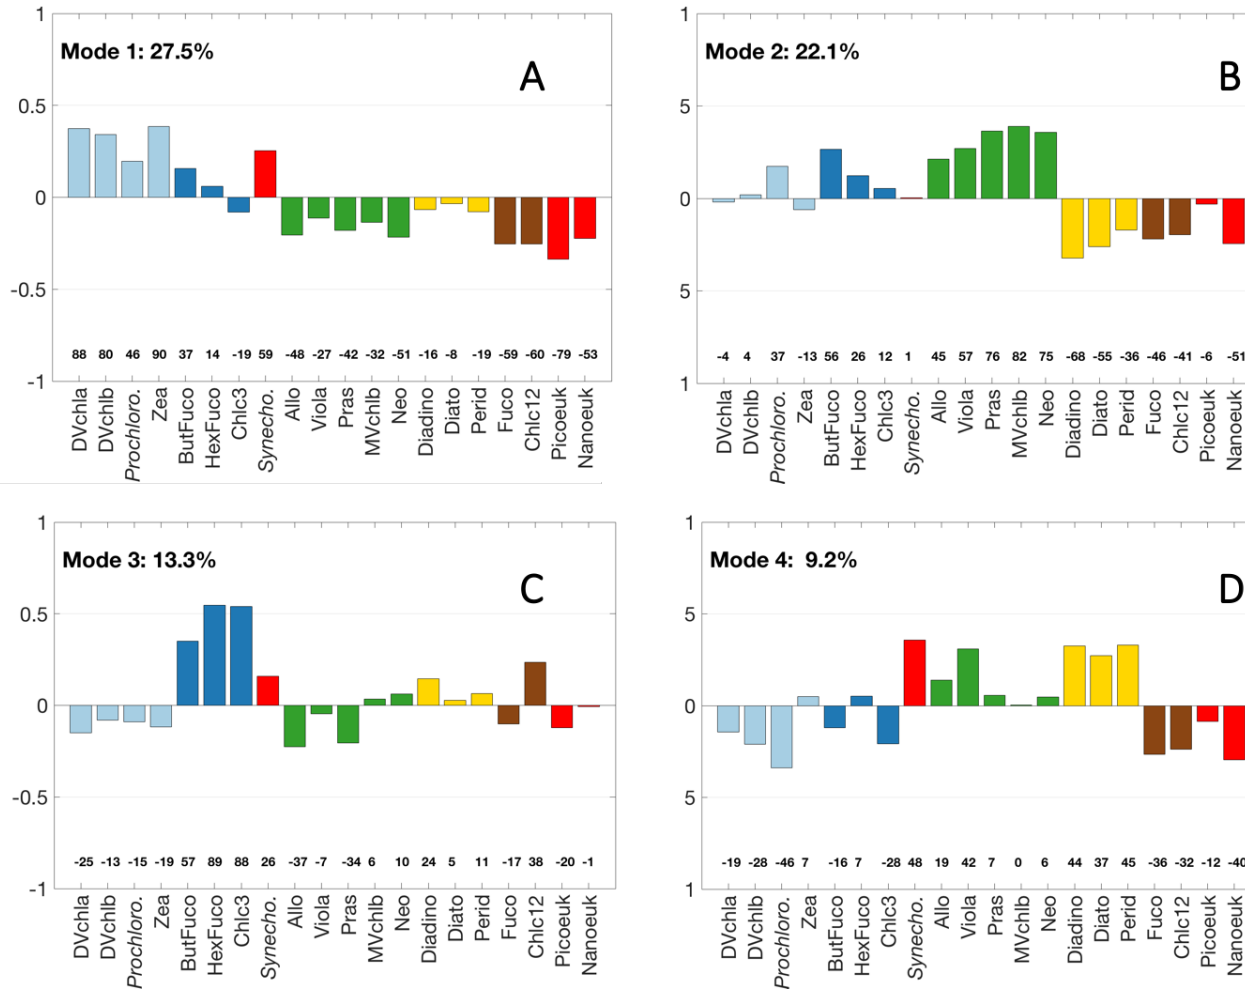 1
Mode 1: 27.5%
A
0.5
0
-0.5
88 80 46 90 37 14 -19 59 -48 -27 -42 -32 -51 -16 -8 -19 -59 -60 -79 -53
-1
DVchla DVchlb Prochloro. Zea ButFuco HexFuco Chlc3 Synecho. Allo Viola Pras MVchlb Neo Diadino Diato Perid Fuco Chlc12 Picoeuk Nanoeuk
1
Mode 2: 22.1%
B
5
0
5
-4 4 37 -13 56 26 12 1 45 57 76 82 75 -68 -55 -36 -46 -41 -6 -51
1
DVchla DVchlb Prochloro. Zea ButFuco HexFuco Chlc3 Synecho. Allo Viola Pras MVchlb Neo Diadino Diato Perid Fuco Chlc12 Picoeuk Nanoeuk
1
Mode 3: 13.3%
C
0.5
0
-0.5
-25 -13 -15 -19 57 89 88 26 -37 -7 -34 6 10 24 5 11 -17 38 -20 -1
-1
DVchla DVchlb Prochloro. Zea ButFuco HexFuco Chlc3 Synecho. Allo Viola Pras MVchlb Neo Diadino Diato Perid Fuco Chlc12 Picoeuk Nanoeuk
1
Mode 4: 9.2%
D
5
0
5
-19 -28 -46 7 -16 7 -28 48 19 42 7 0 6 44 37 45 -36 -32 -12 -40
1
DVchla DVchlb Prochloro. Zea ButFuco HexFuco Chlc3 Synecho. Allo Viola Pras MVchlb Neo Diadino Diato Perid Fuco Chlc12 Picoeuk Nanoeuk